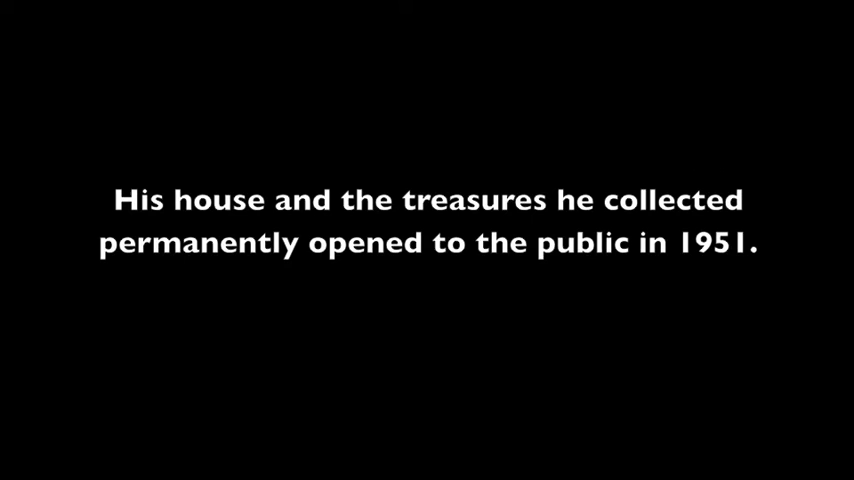 His house and the treasures he collected
permanently opened to the public in 1951.